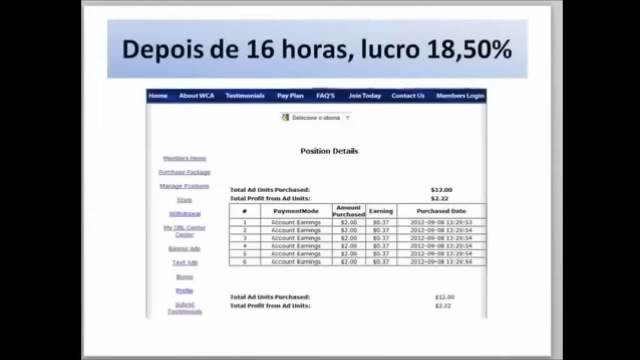 Depois de 16 horas, lucro 18,50%
Home About WCA Testimonials Pay Plan FAQ'S Join Today Contact Us Members Login
Selecione o idioma
Position Details
Members Home
Purchase Package
Manage Positions
Stats
Withdrawal
My URL Center
Center
Banner Ads
Text Ads
Profile
Submit
Testimonials
Total Ad Units Purchased: $12.00
Total Profit from Ad Units: $2.22
# PaymentMode Amount Purchased Earning Purchased Date
1 Account Earnings $2.00 $0.37 2012-09-08 13:29:53
2 Account Earnings $2.00 $0.37 2012-09-08 13:29:54
3 Account Earnings $2.00 $0.37 2012-09-08 13:29:54
4 Account Earnings $2.00 $0.37 2012-09-08 13:29:54
5 Account Earnings $2.00 $0.37 2012-09-08 13:29:54
6 Account Earnings $2.00 $0.37 2012-09-08 13:29:54
Total Ad Units Purchased: $12.00
Total Profit from Ad Units: $2.22